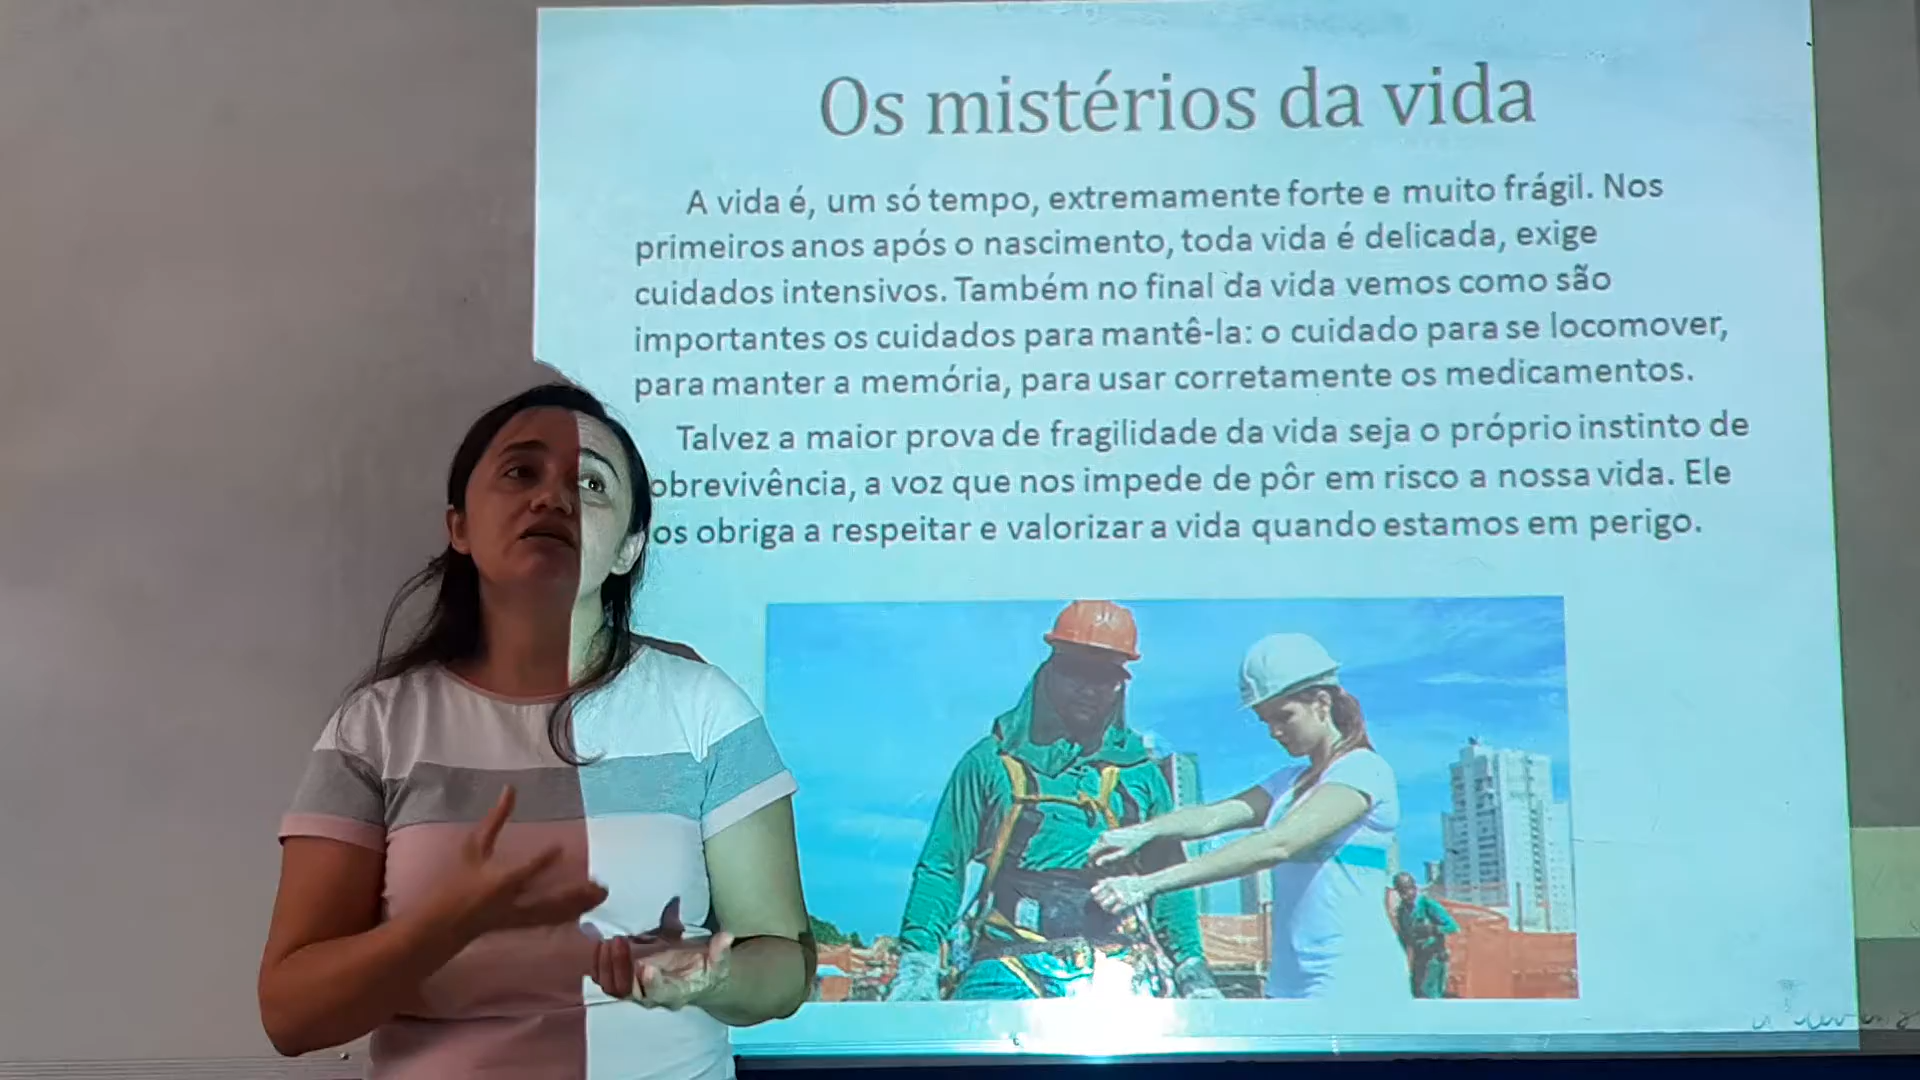 Os mistérios da vida
A vida é, um só tempo, extremamente forte e muito frágil. Nos
primeiros anos após o nascimento, toda vida é delicada, exige
cuidados intensivos. Também no final da vida vemos como são
importantes os cuidados para mantê-la: o cuidado para se locomover,
para manter a memória, para usar corretamente os medicamentos.
Talvez a maior prova de fragilidade da vida seja o próprio instinto de
obrevivência, a voz que nos impede de pôr em risco a nossa vida. Ele
os obriga a respeitar e valorizar a vida quando estamos em perigo.